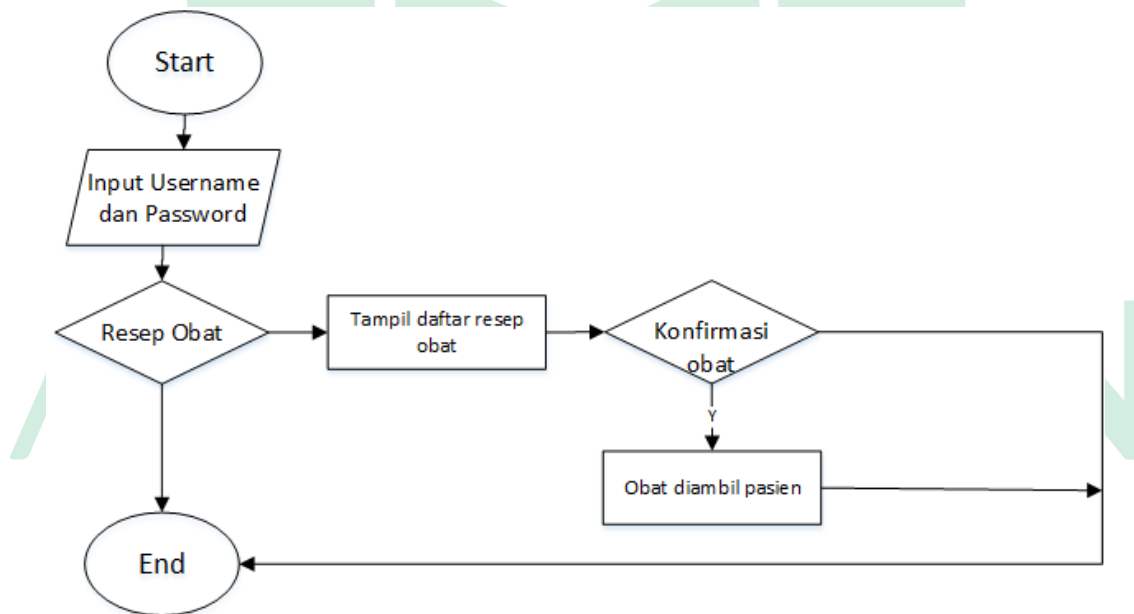 Start
Input Username
dan Password
Resep Obat
Tampil daftar resep
obat
Konfirmasi
obat
Y
Obat diambil pasien
End